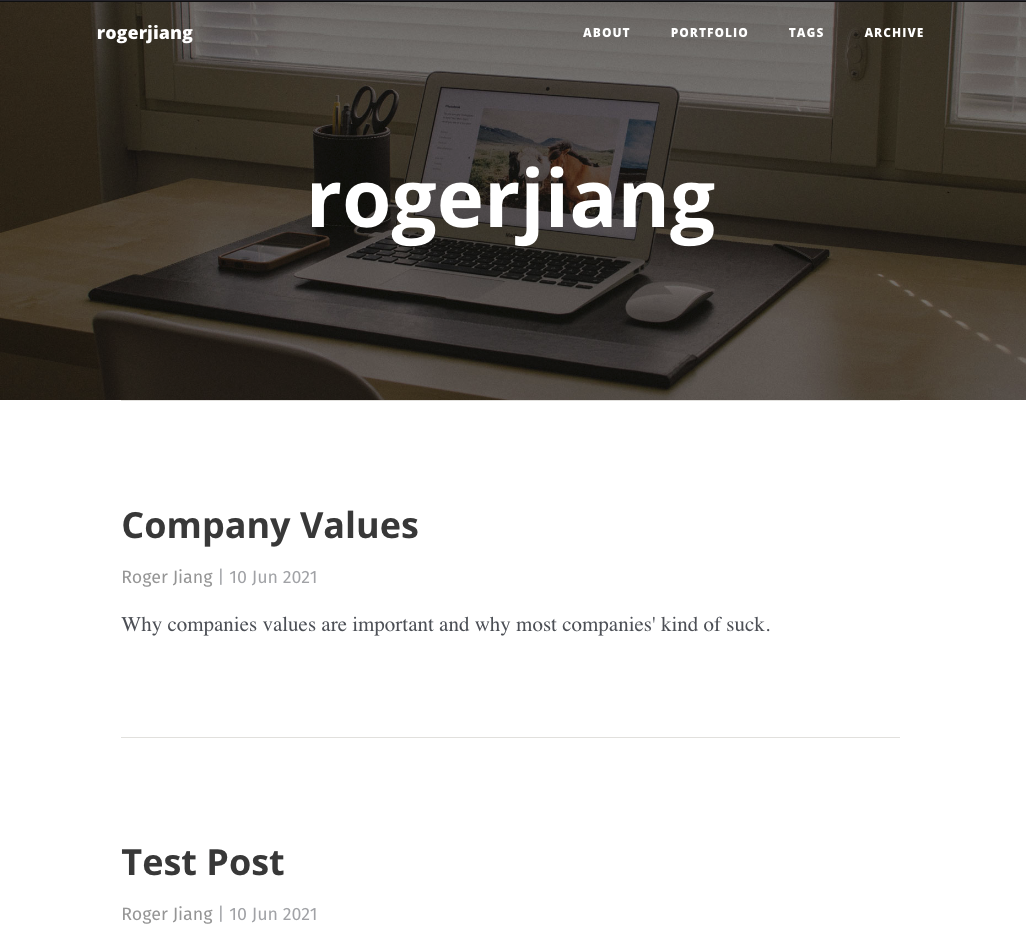 rogerjiang
ABOUT PORTFOLIO TAGS ARCHIVE
rogerjiang
Company Values
Roger Jiang | 10 Jun 2021
Why companies values are important and why most companies' kind of suck.
Test Post
Roger Jiang | 10 Jun 2021